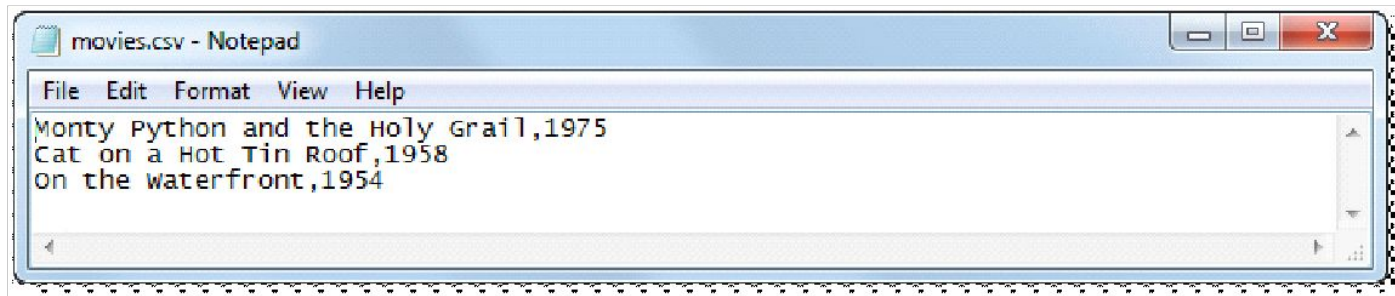 movies.csv - Notepad
File Edit Format View Help
Monty Python and the Holy Grail,1975
Cat on a Hot Tin Roof,1958
On the Waterfront,1954